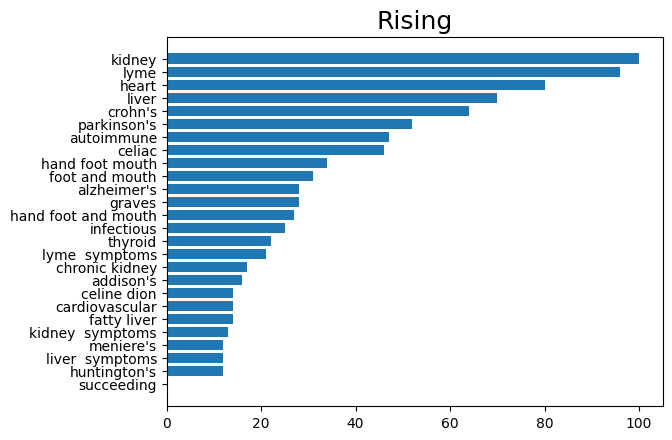 Rising
kidney
lyme
heart
liver
crohn's
parkinson's
autoimmune
celiac
hand foot mouth
foot and mouth
alzheimer's
graves
hand foot and mouth
infectious
thyroid
lyme  symptoms
chronic kidney
addison's
celine dion
cardiovascular
fatty liver
kidney  symptoms
meniere's
liver  symptoms
huntington's
succeeding
0 20 40 60 80 100